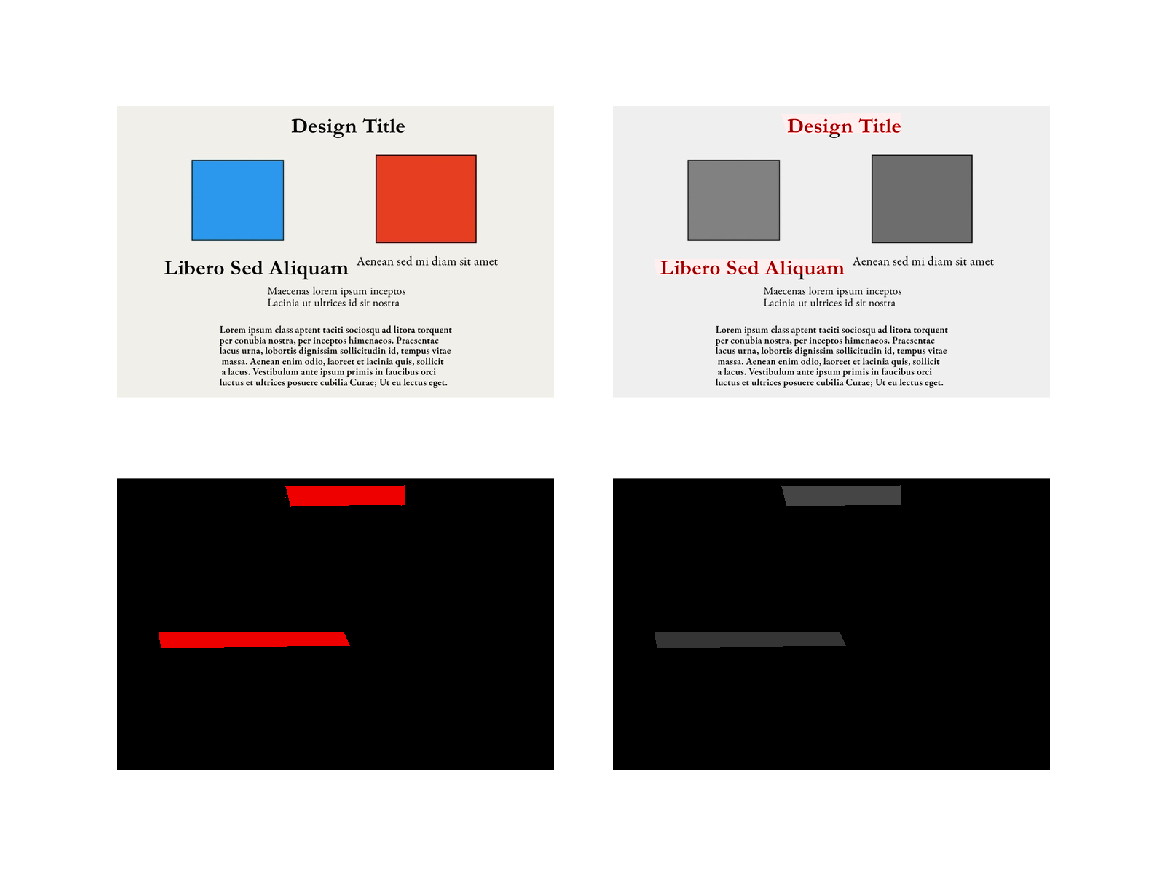 Design Title
Libero Sed Aliquam
Aenean sed mi diam sit amet
Maecenas lorem ipsum inceptos
Lacinia ut ultrices id sit nostra
Lorem ipsum class aptent taciti sociosqu ad litora torquent
per conubia nostra, per inceptos himenaeos. Praesentae
lacus urna, lobortis dignissim sollicitudin id, tempus vitae
massa. Aenean enim odio, laoreet et lacinia quis, sollicit
a lacus. Vestibulum ante ipsum primis in faucibus orci
luctus et ultrices posuere cubilia Curae; Ut eu lectus eget.
Design Title
Libero Sed Aliquam
Aenean sed mi diam sit amet
Maecenas lorem ipsum inceptos
Lacinia ut ultrices id sit nostra
Lorem ipsum class aptent taciti sociosqu ad litora torquent
per conubia nostra, per inceptos himenaeos. Praesentae
lacus urna, lobortis dignissim sollicitudin id, tempus vitae
massa. Aenean enim odio, laoreet et lacinia quis, sollicit
a lacus. Vestibulum ante ipsum primis in faucibus orci
luctus et ultrices posuere cubilia Curae; Ut eu lectus eget.